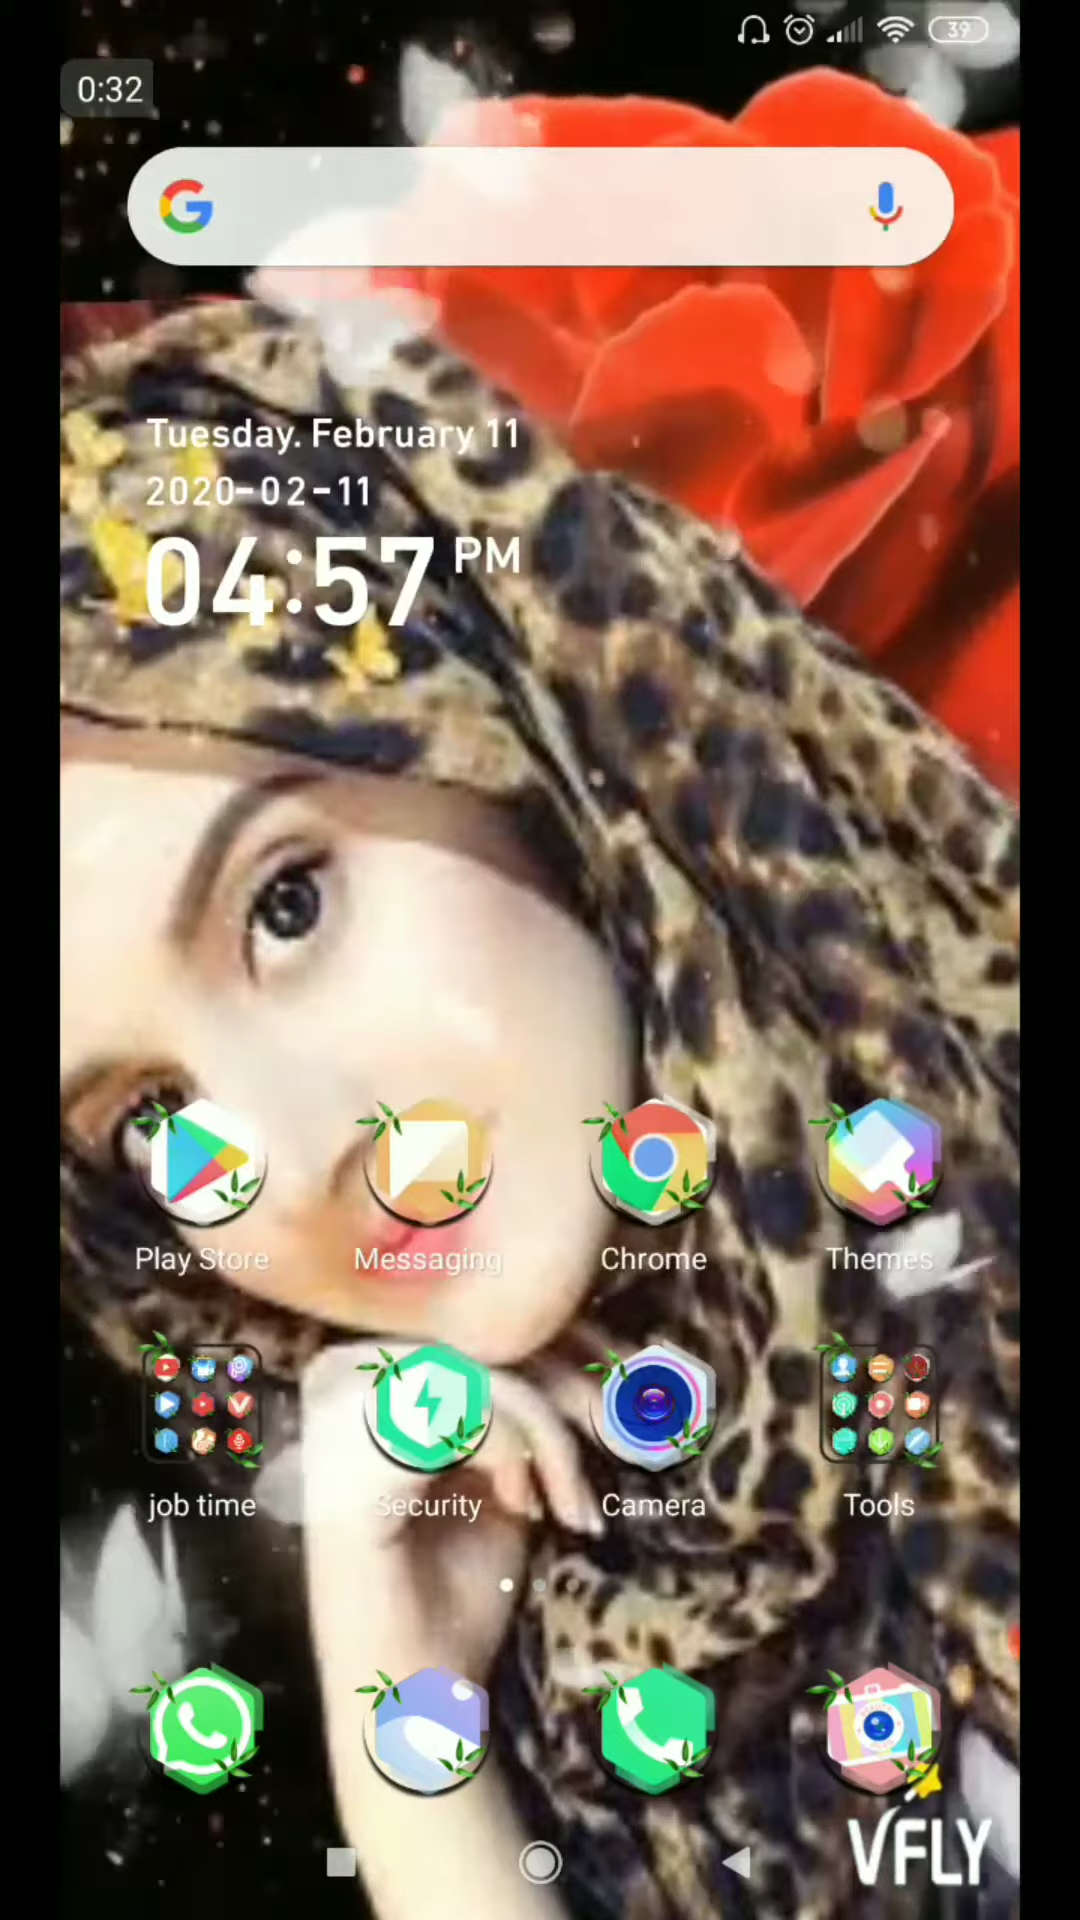 39
0:32
Tuesday. February 11
2020-02-11
04:57 PM
Play Store
Messaging
Chrome
Themes
job time
Security
Camera
Tools
VFLY